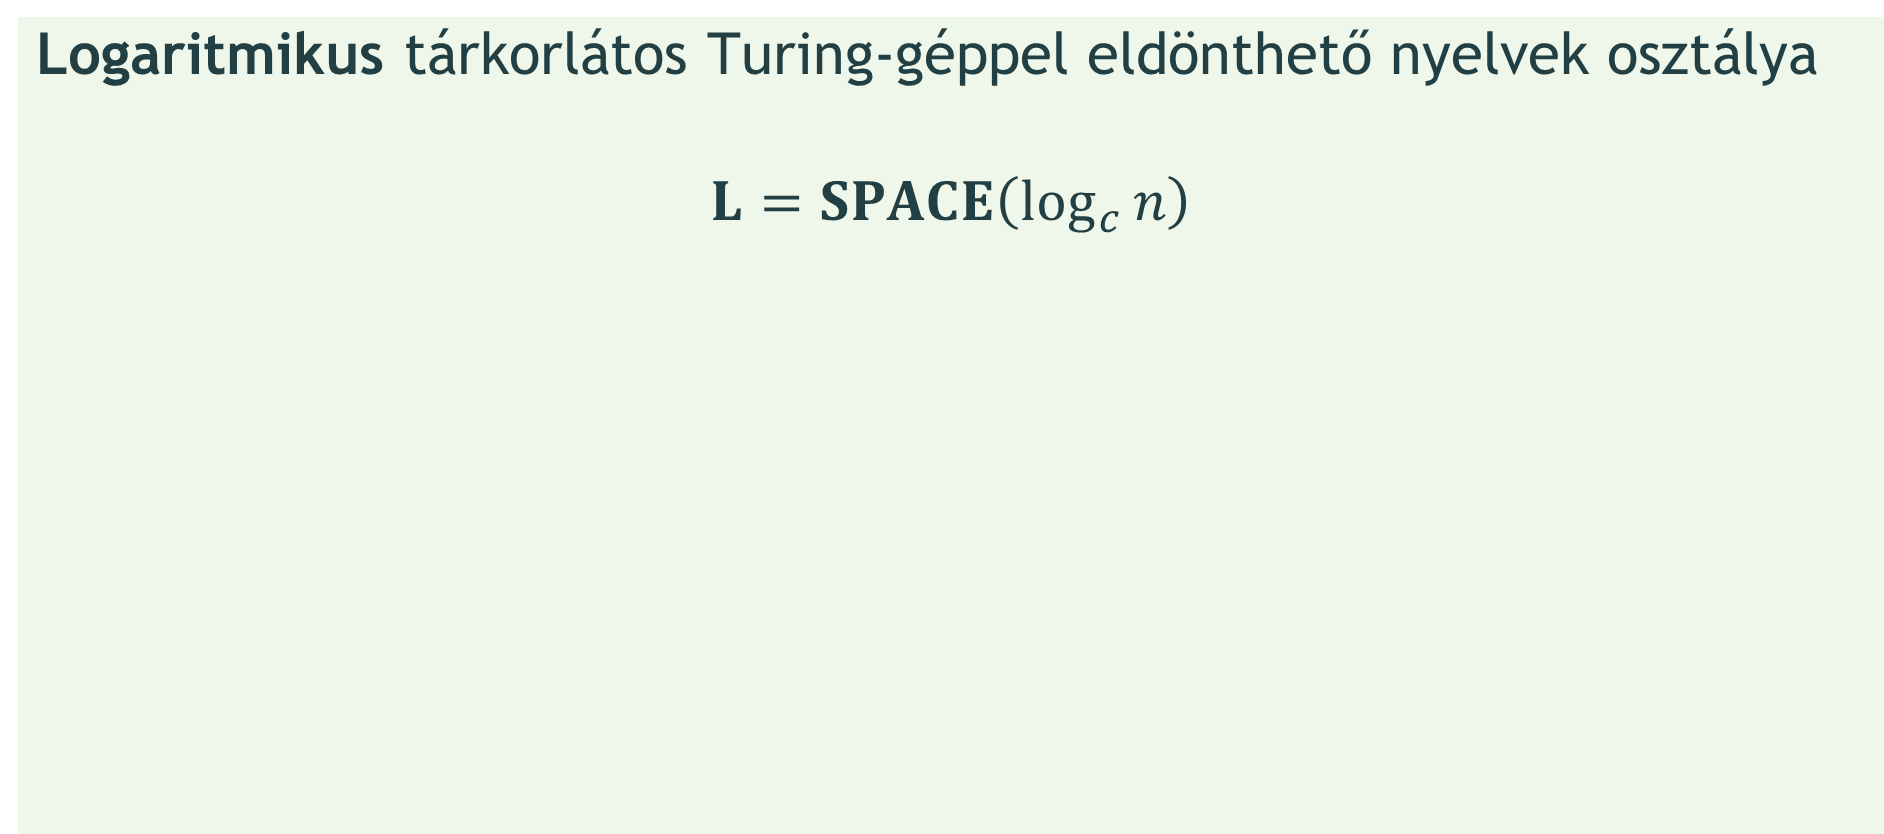 Logaritmikus tárkorlátos Turing-géppel eldönthető nyelvek osztálya
L = SPACE(log_c n)